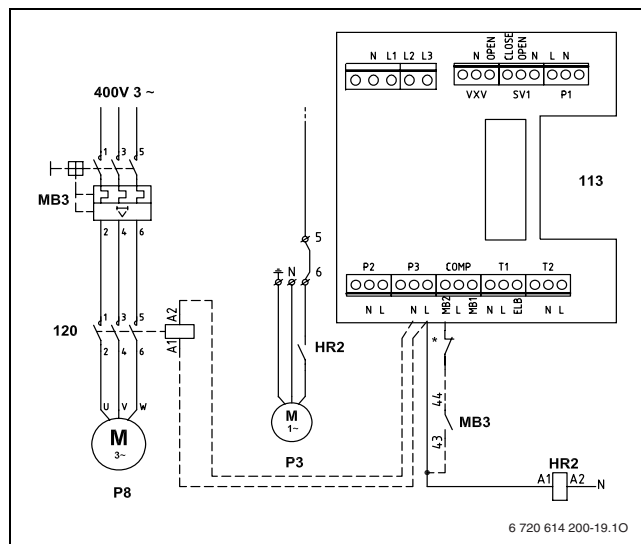 400V 3 ~
1 3 5
MB3
2 4 6
1 3 5
120
2 4 6
U V W
M
3~
P8
A2
A1
5
N 6
HR2
M
1~
P3
N L1 L2 L3
N OPEN CLOSE OPEN N L N
VXV SV1 P1
113
P2 P3 COMP T1 T2
N L N L MB2 L MB1 N L ELB N L
*
44
MB3
43
HR2
A1 A2 N
6 720 614 200-19.1O